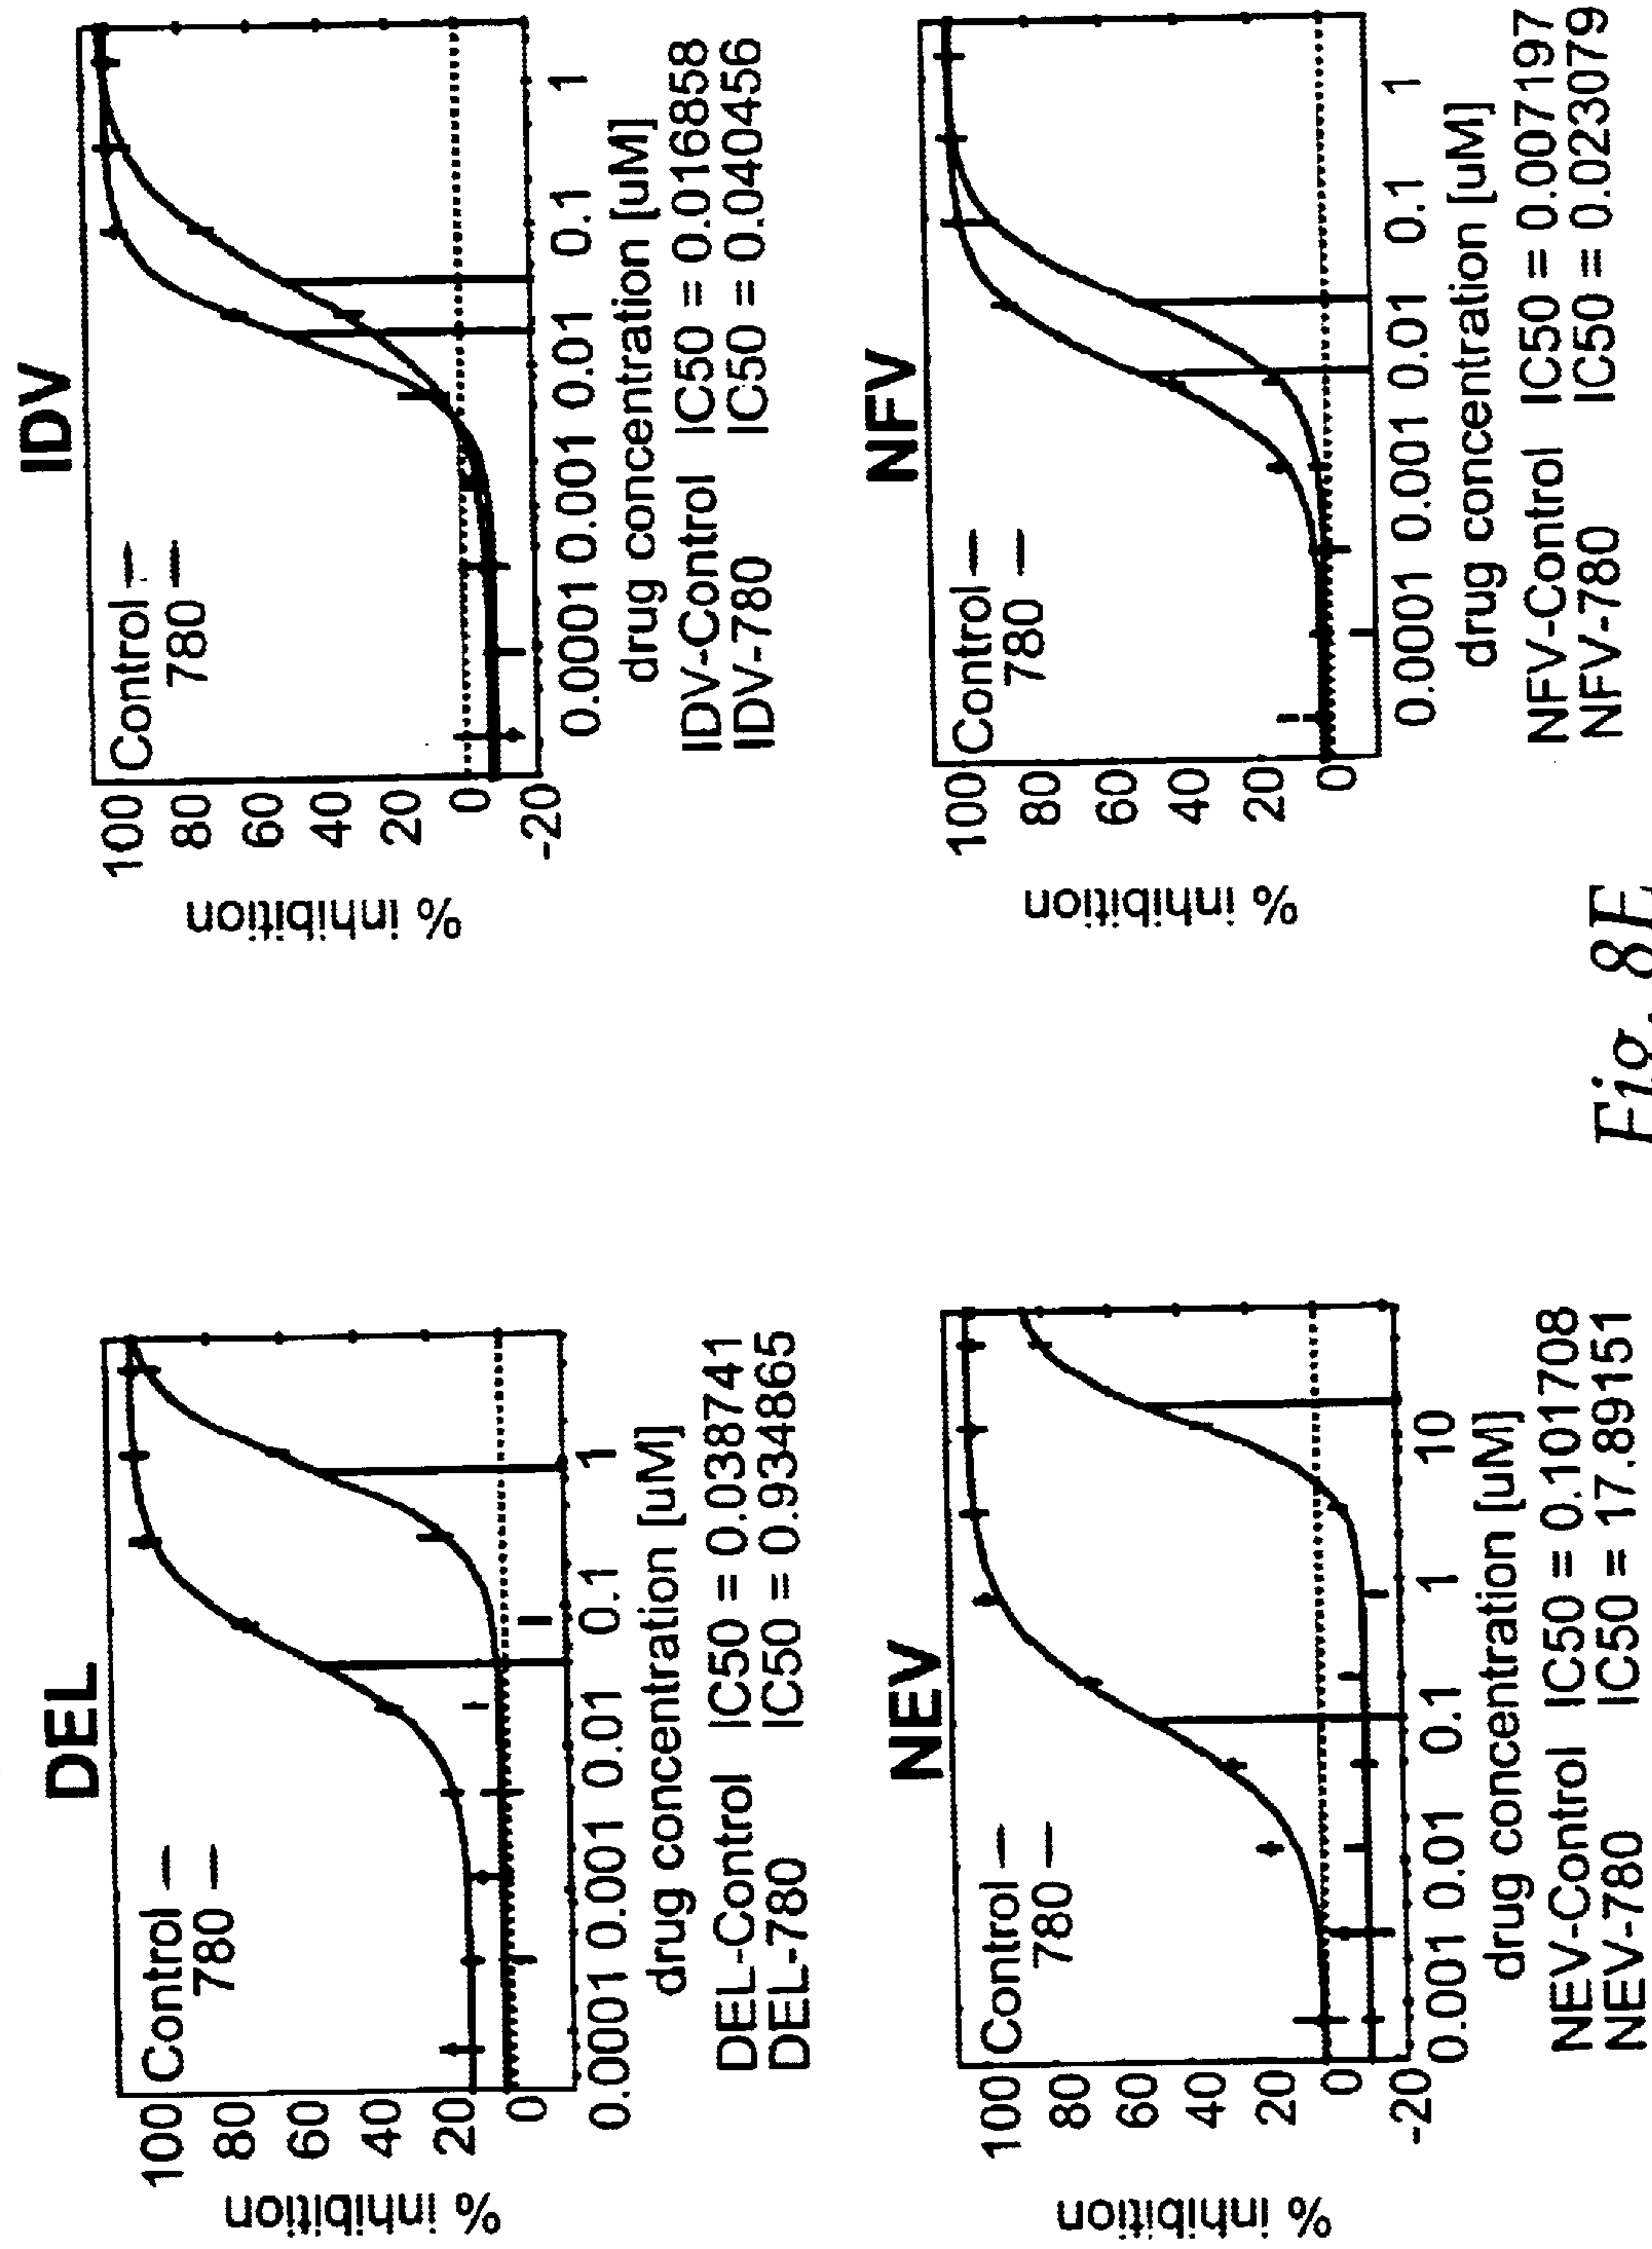 DEL
% inhibition
100
80
60
40
20
0
Control
780
0.0001 0.001 0.01 0.1 1
drug concentration [uM]
DEL-Control IC50 = 0.038741
DEL-780 IC50 = 0.934865
IDV
% inhibition
100
80
60
40
20
0
-20
Control
780
0.0001 0.001 0.01 0.1 1
drug concentration [uM]
IDV-Control IC50 = 0.016858
IDV-780 IC50 = 0.040456
NEV
% inhibition
100
80
60
40
20
0
-20
Control
780
0.001 0.01 0.1 1 10
drug concentration [uM]
NEV-Control IC50 = 0.101708
NEV-780 IC50 = 17.89151
NFV
% inhibition
100
80
60
40
20
0
Control
780
0.0001 0.001 0.01 0.1 1
drug concentration [uM]
NFV-Control IC50 = 0.007197
NFV-780 IC50 = 0.023079
Fig.